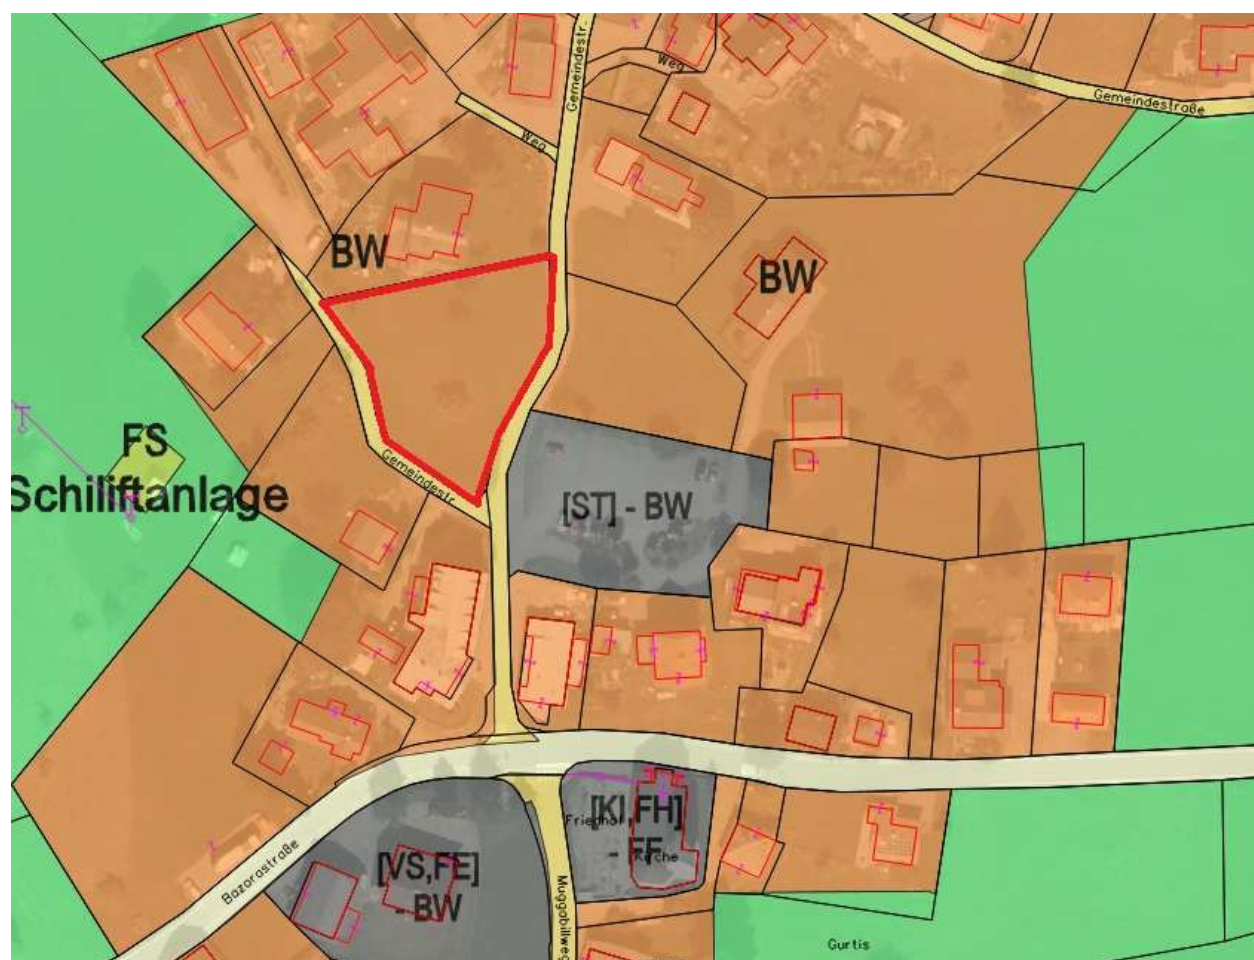 Gemeindestr.
Weg
Gemeindestraße
Weg
BW
BW
FS
Schiliftanlage
Gemeindestr.
[ST] - BW
[KI,FH]
- FF
Friedhof
Kirche
[VS,FE]
- BW
Bazorastraße
Muggabillweg
Gurtis